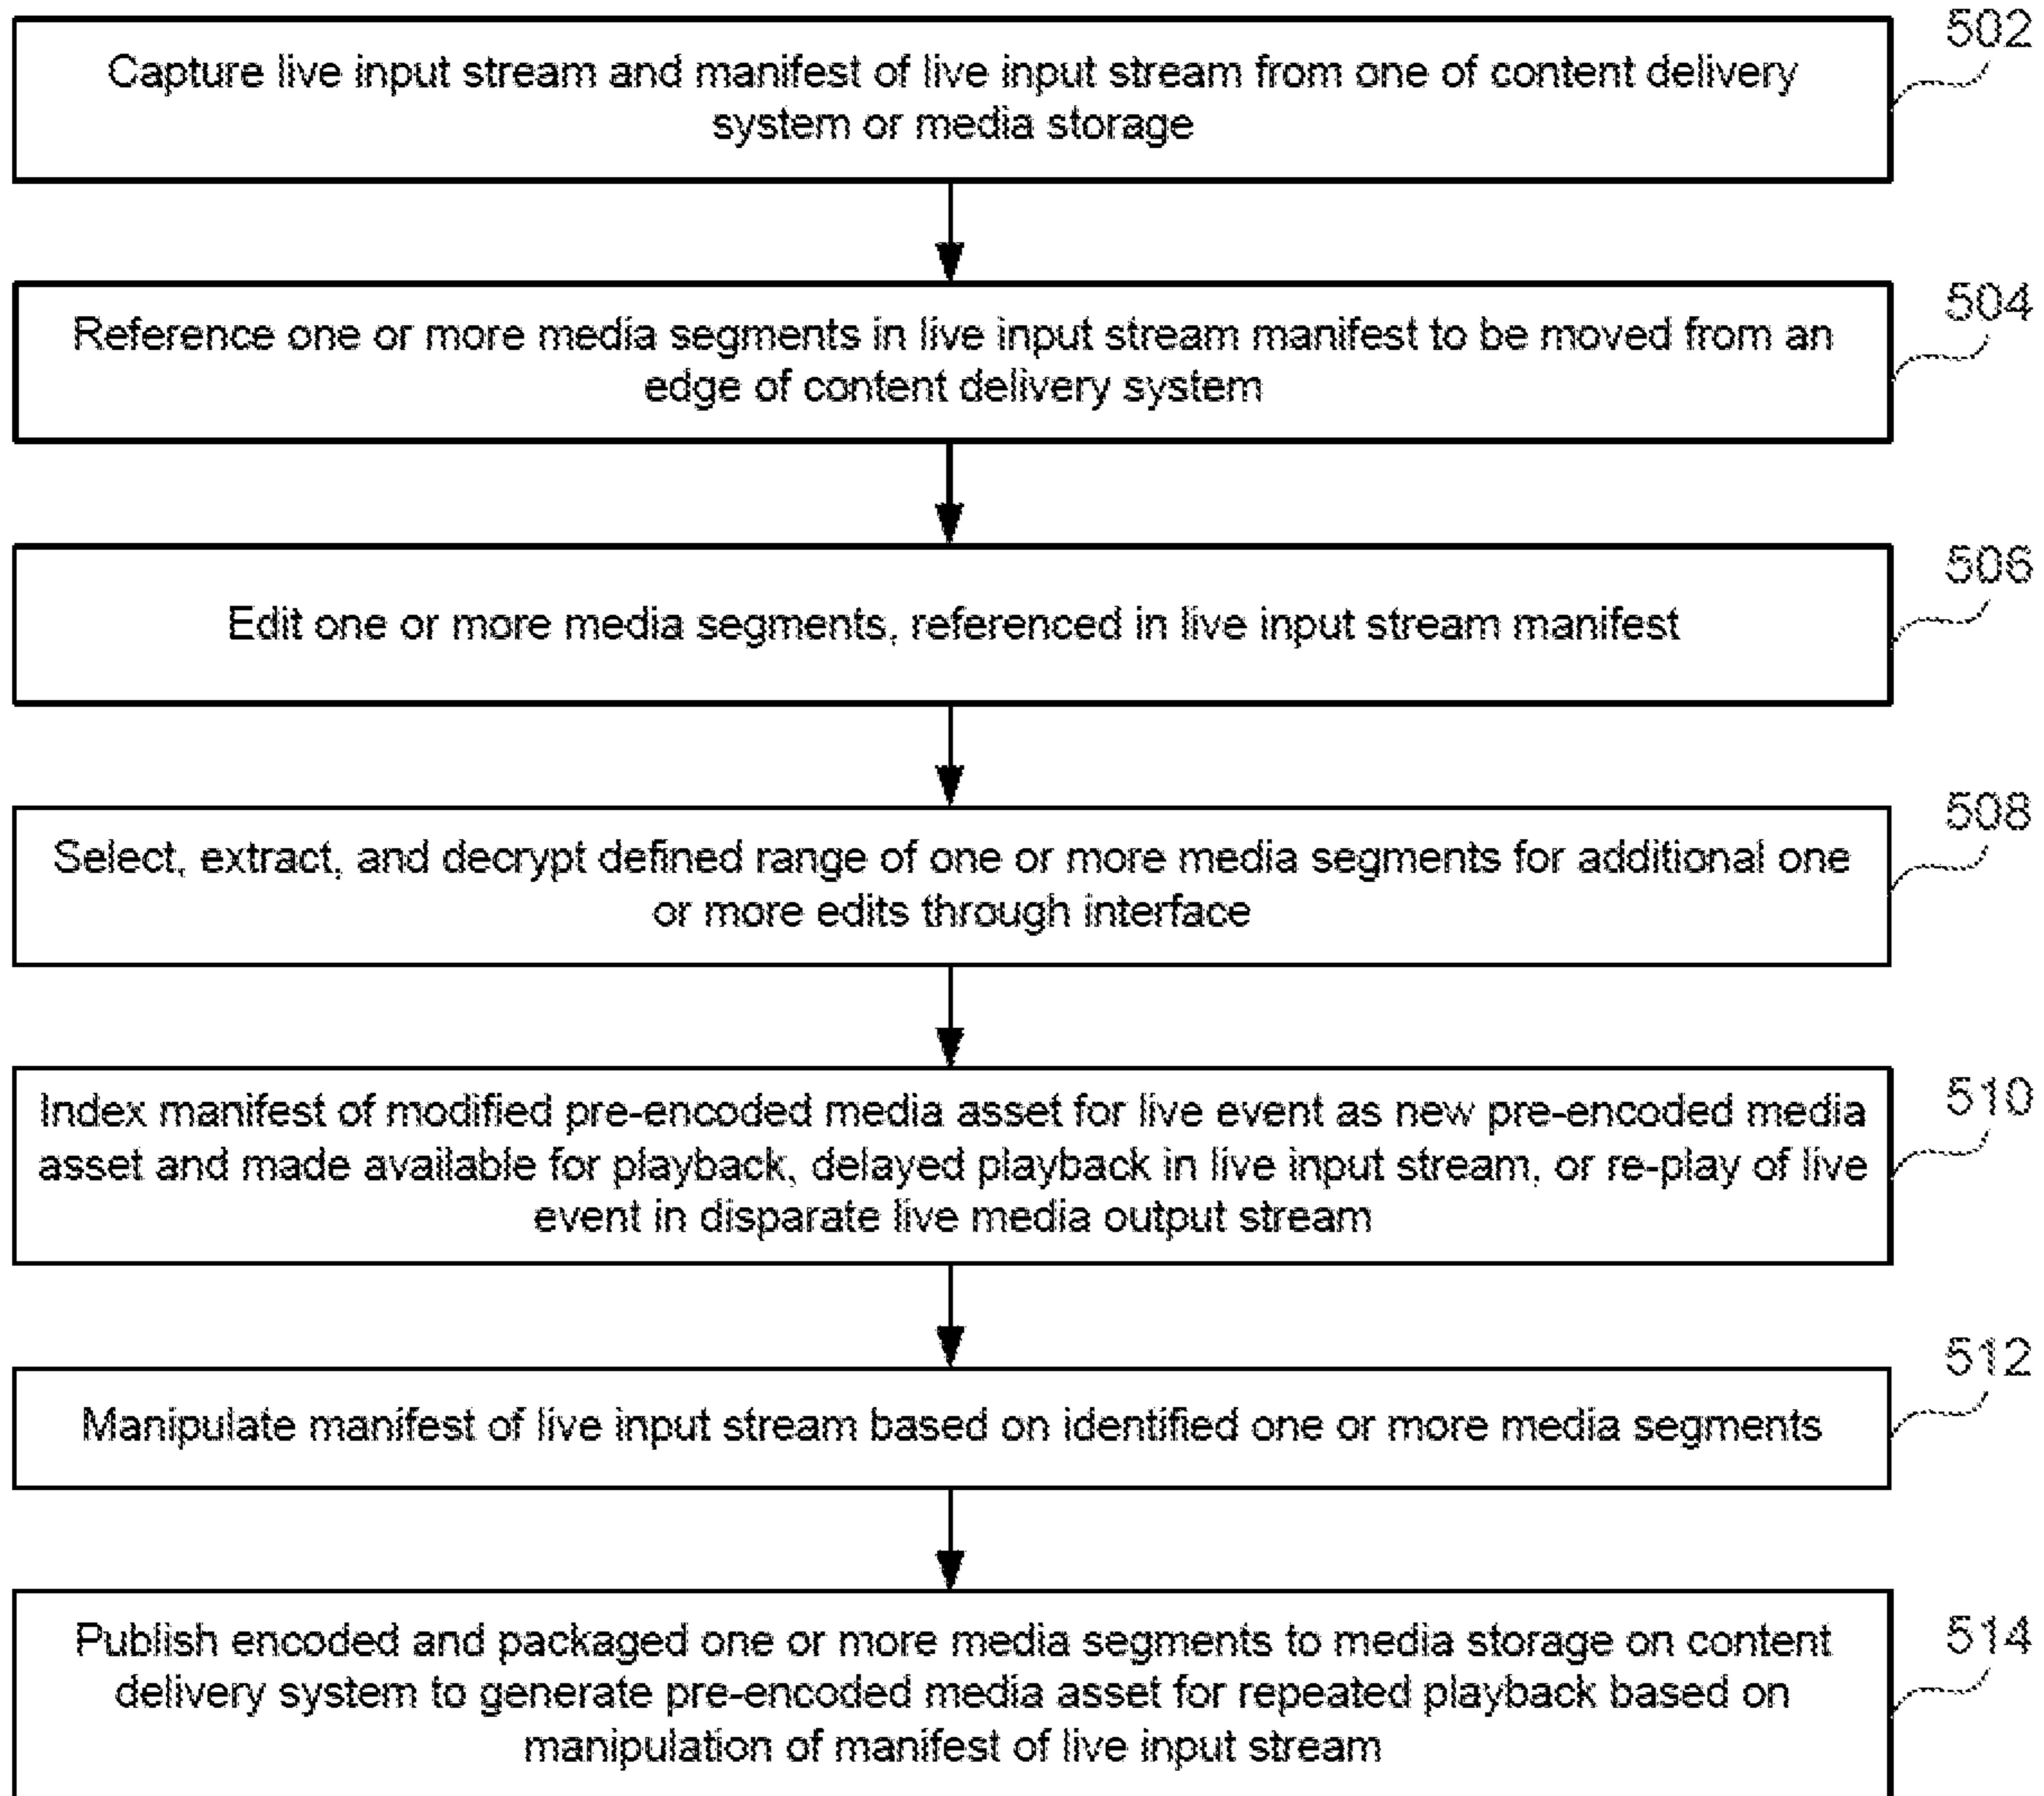 502
Capture live input stream and manifest of live input stream from one of content delivery
system or media storage
504
Reference one or more media segments in live input stream manifest to be moved from an
edge of content delivery system
506
Edit one or more media segments, referenced in live input stream manifest
508
Select, extract, and decrypt defined range of one or more media segments for additional one
or more edits through interface
510
Index manifest of modified pre-encoded media asset for live event as new pre-encoded media
asset and made available for playback, delayed playback in live input stream, or re-play of live
event in disparate live media output stream
512
Manipulate manifest of live input stream based on identified one or more media segments
514
Publish encoded and packaged one or more media segments to media storage on content
delivery system to generate pre-encoded media asset for repeated playback based on
manipulation of manifest of live input stream